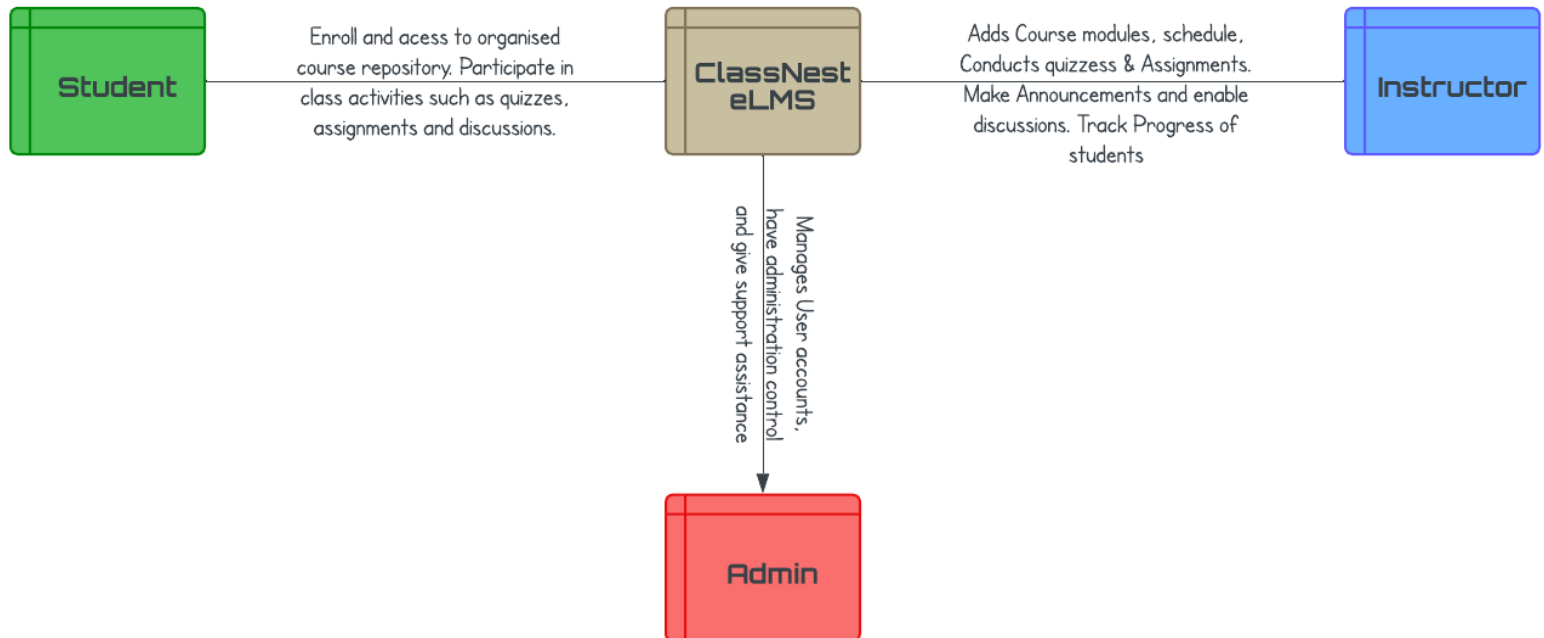 Student
Enroll and acess to organised
course repository. Participate in
class activities such as quizzes,
assignments and discussions.
ClassNest
eLMS
Adds Course modules, schedule,
Conducts quizzess & Assignments.
Make Announcements and enable
discussions. Track Progress of
students
Instructor
Manages User accounts,
have administration control
and give support assistance
Admin